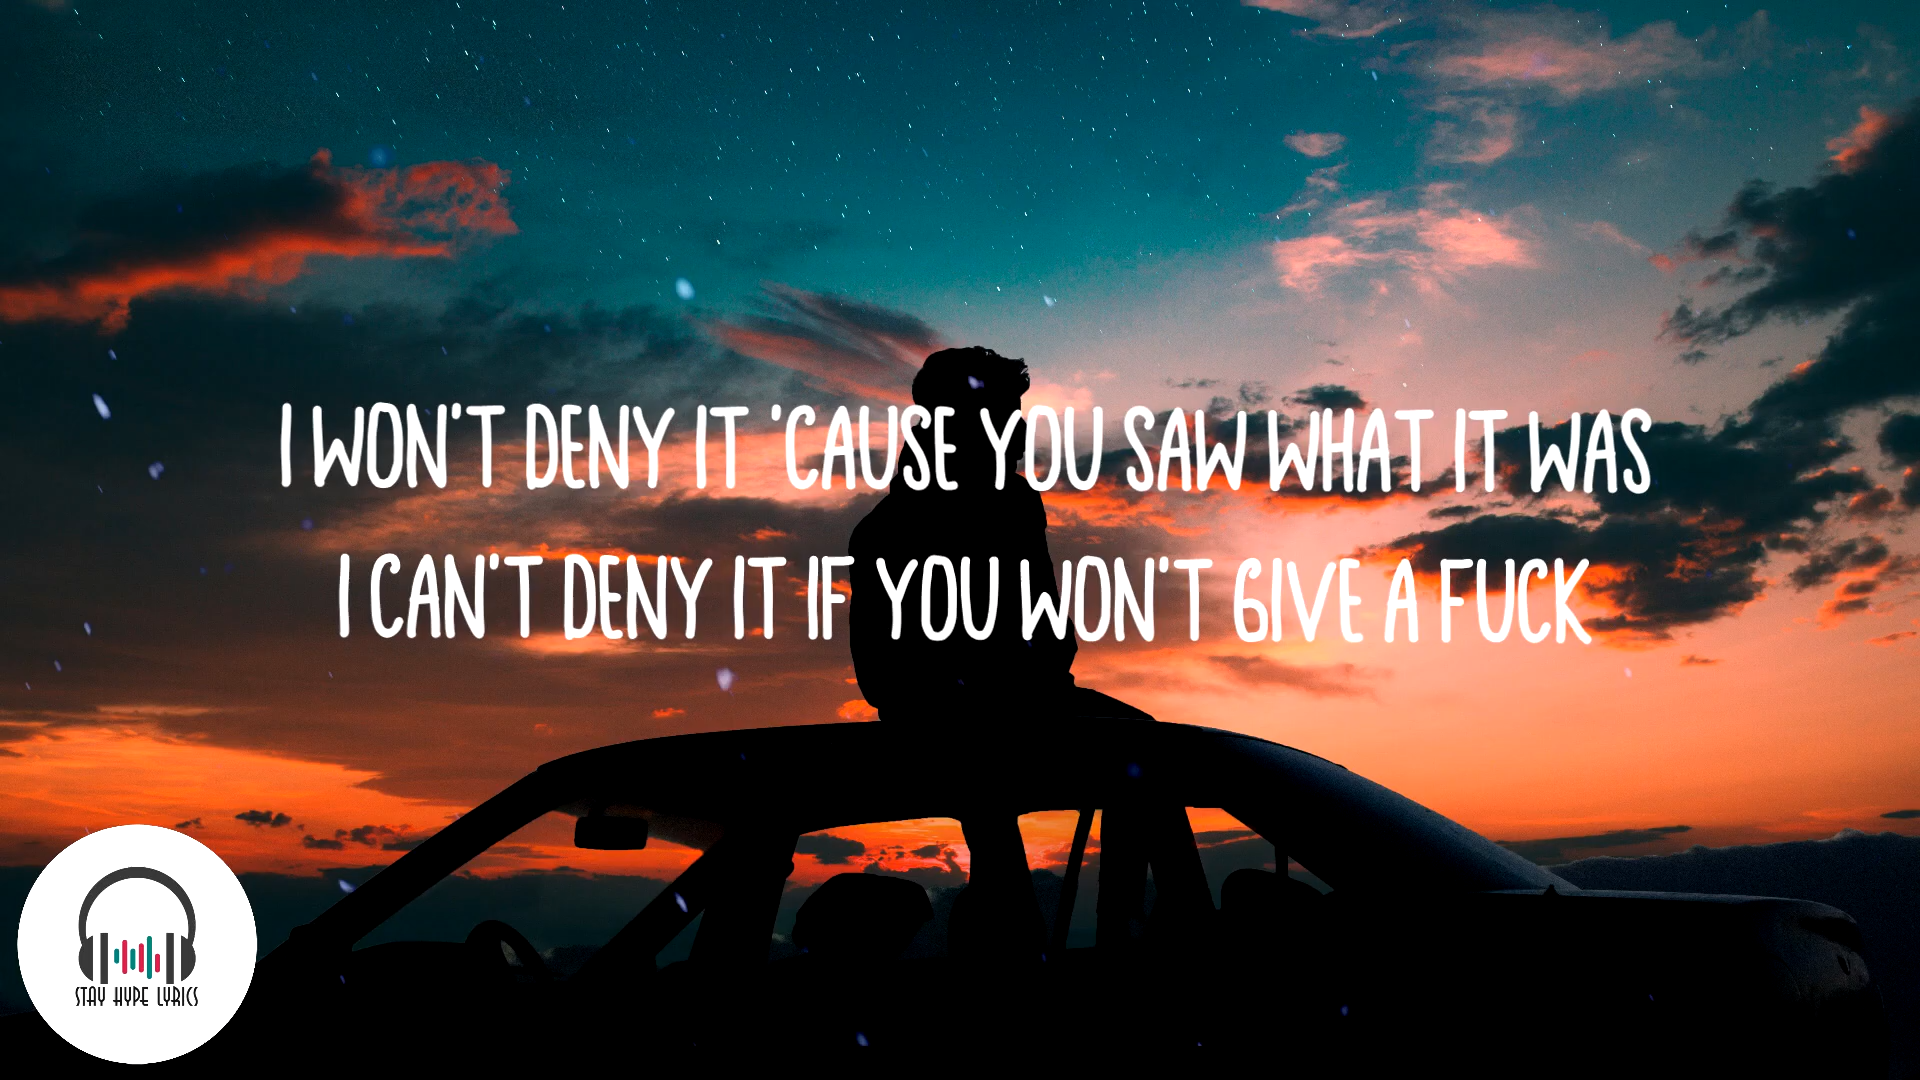 I WON'T DENY IT 'CAUSE YOU SAW WHAT IT WAS
I CAN'T DENY IT IF YOU WON'T GIVE A FUCK
STAY HYPE LYRICS